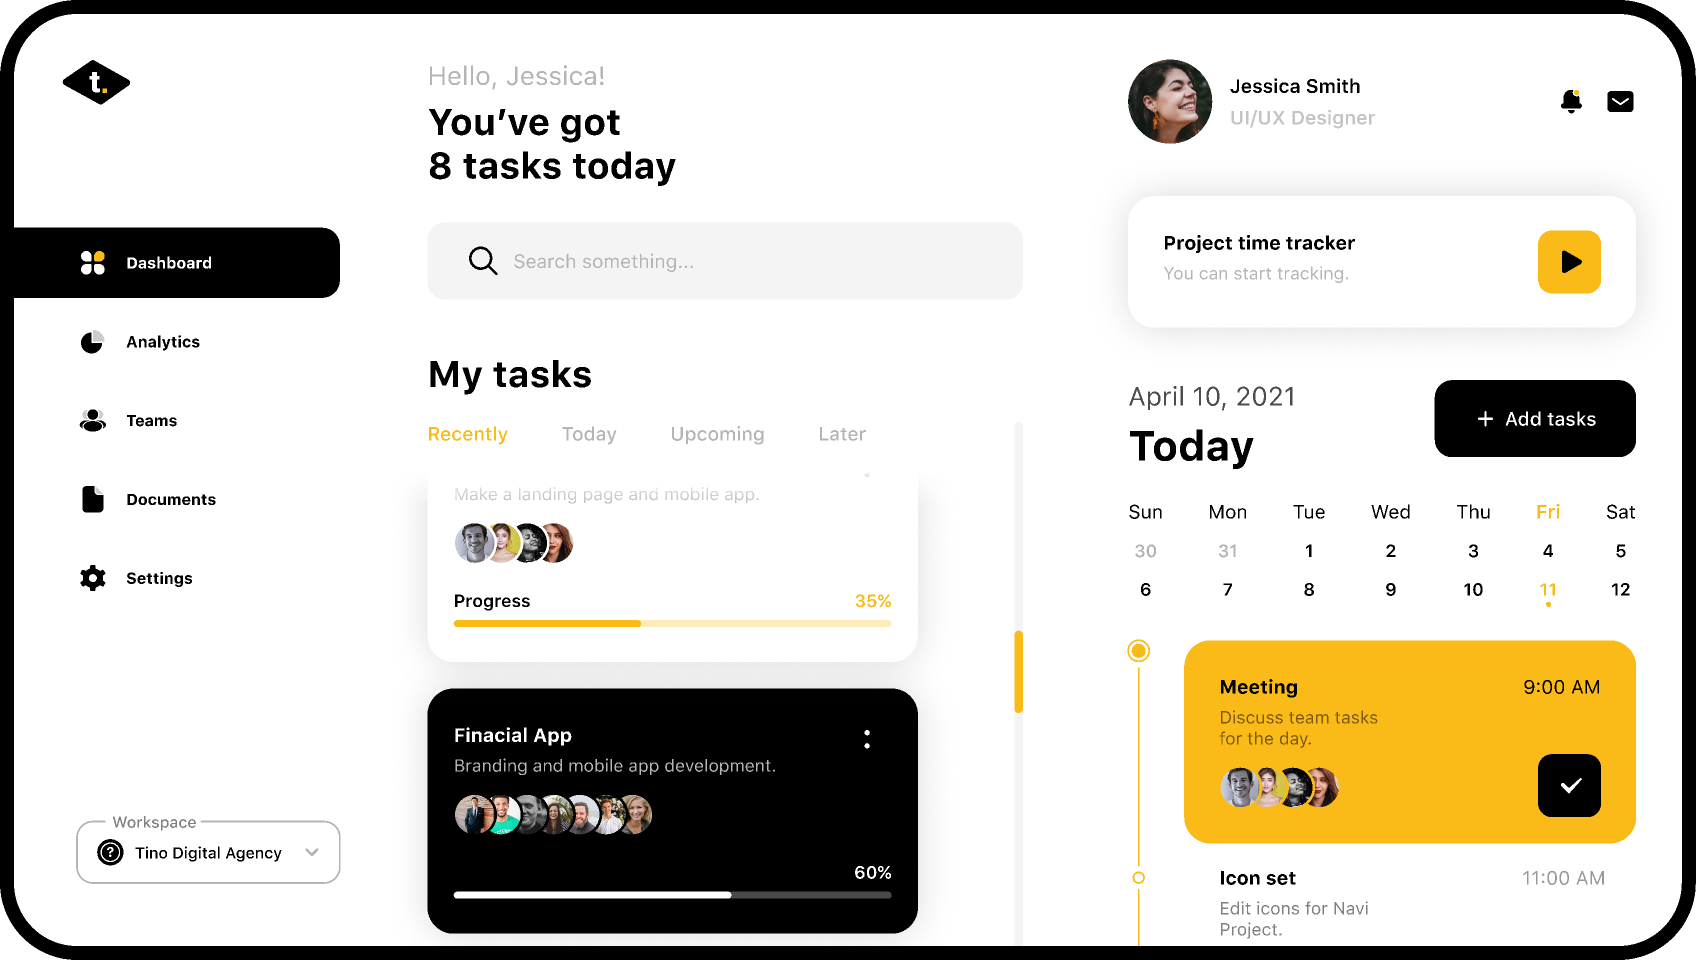 t.
Dashboard
Analytics
Teams
Documents
Settings
Workspace
Tino Digital Agency
Hello, Jessica!
You’ve got
8 tasks today
Search something...
My tasks
Recently Today Upcoming Later
Make a landing page and mobile app.
Progress 35%
Finacial App
Branding and mobile app development.
60%
Jessica Smith
UI/UX Designer
Project time tracker
You can start tracking.
April 10, 2021
Today
+ Add tasks
Sun Mon Tue Wed Thu Fri Sat
30 31 1 2 3 4 5
6 7 8 9 10 11 12
Meeting 9:00 AM
Discuss team tasks
for the day.
Icon set 11:00 AM
Edit icons for Navi
Project.